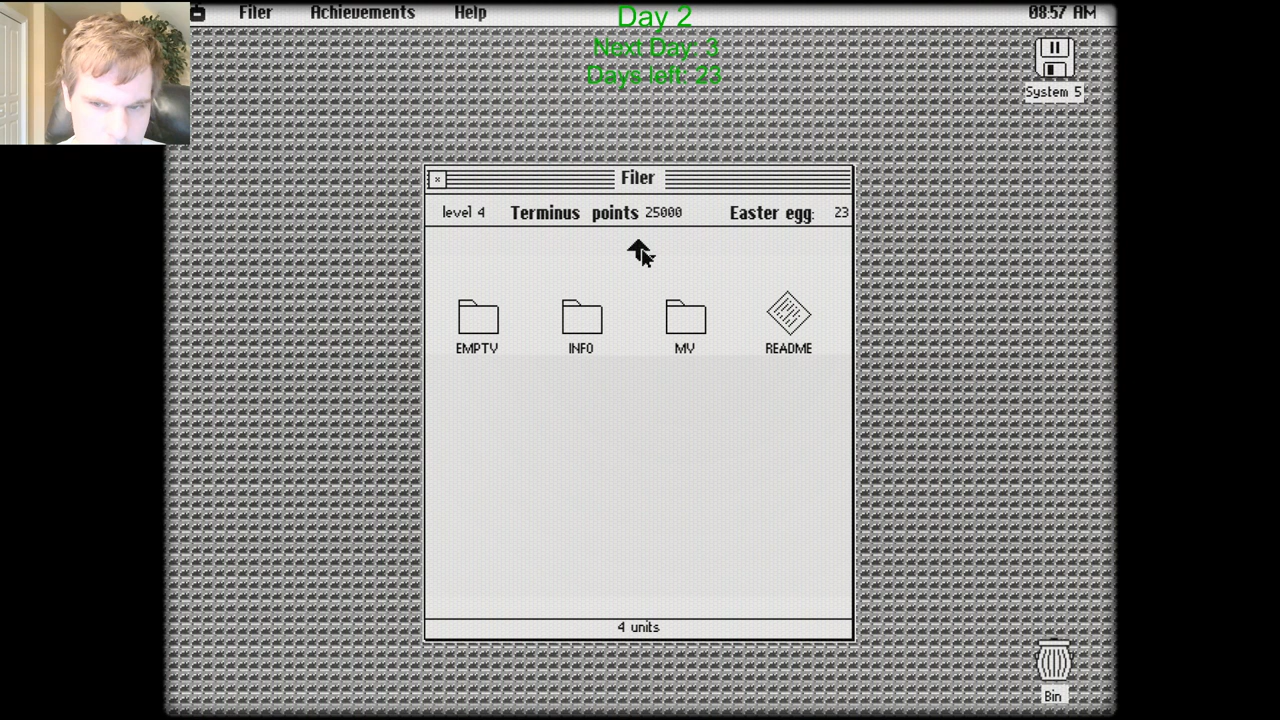 Filer Achievements Help 08:57 AM
Day 2
Next Day: 3
Days left: 23
System 5
Filer
level 4 Terminus points 25000 Easter egg: 23
EMPTY INFO MY README
4 units
Bin